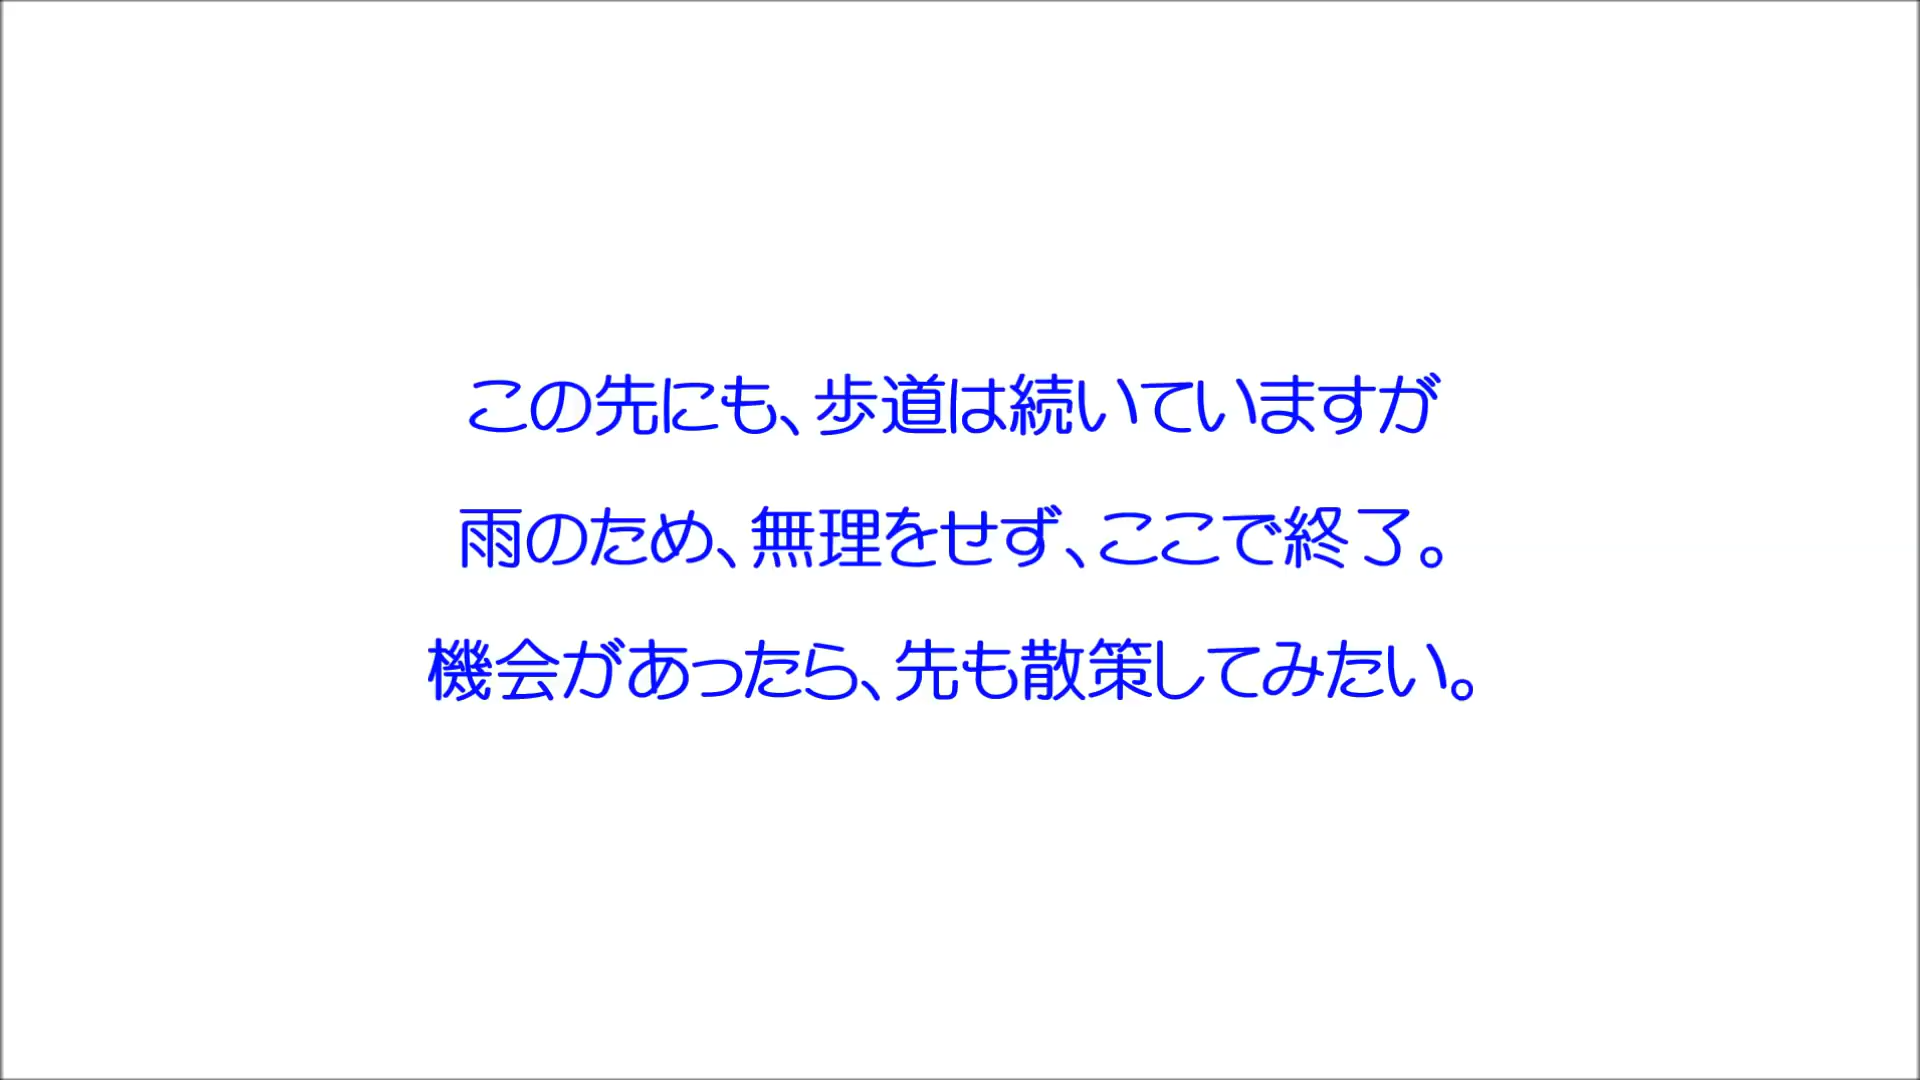 この先にも、歩道は続いていますが
雨のため、無理をせず、ここで終了。
機会があったら、先も散策してみたい。